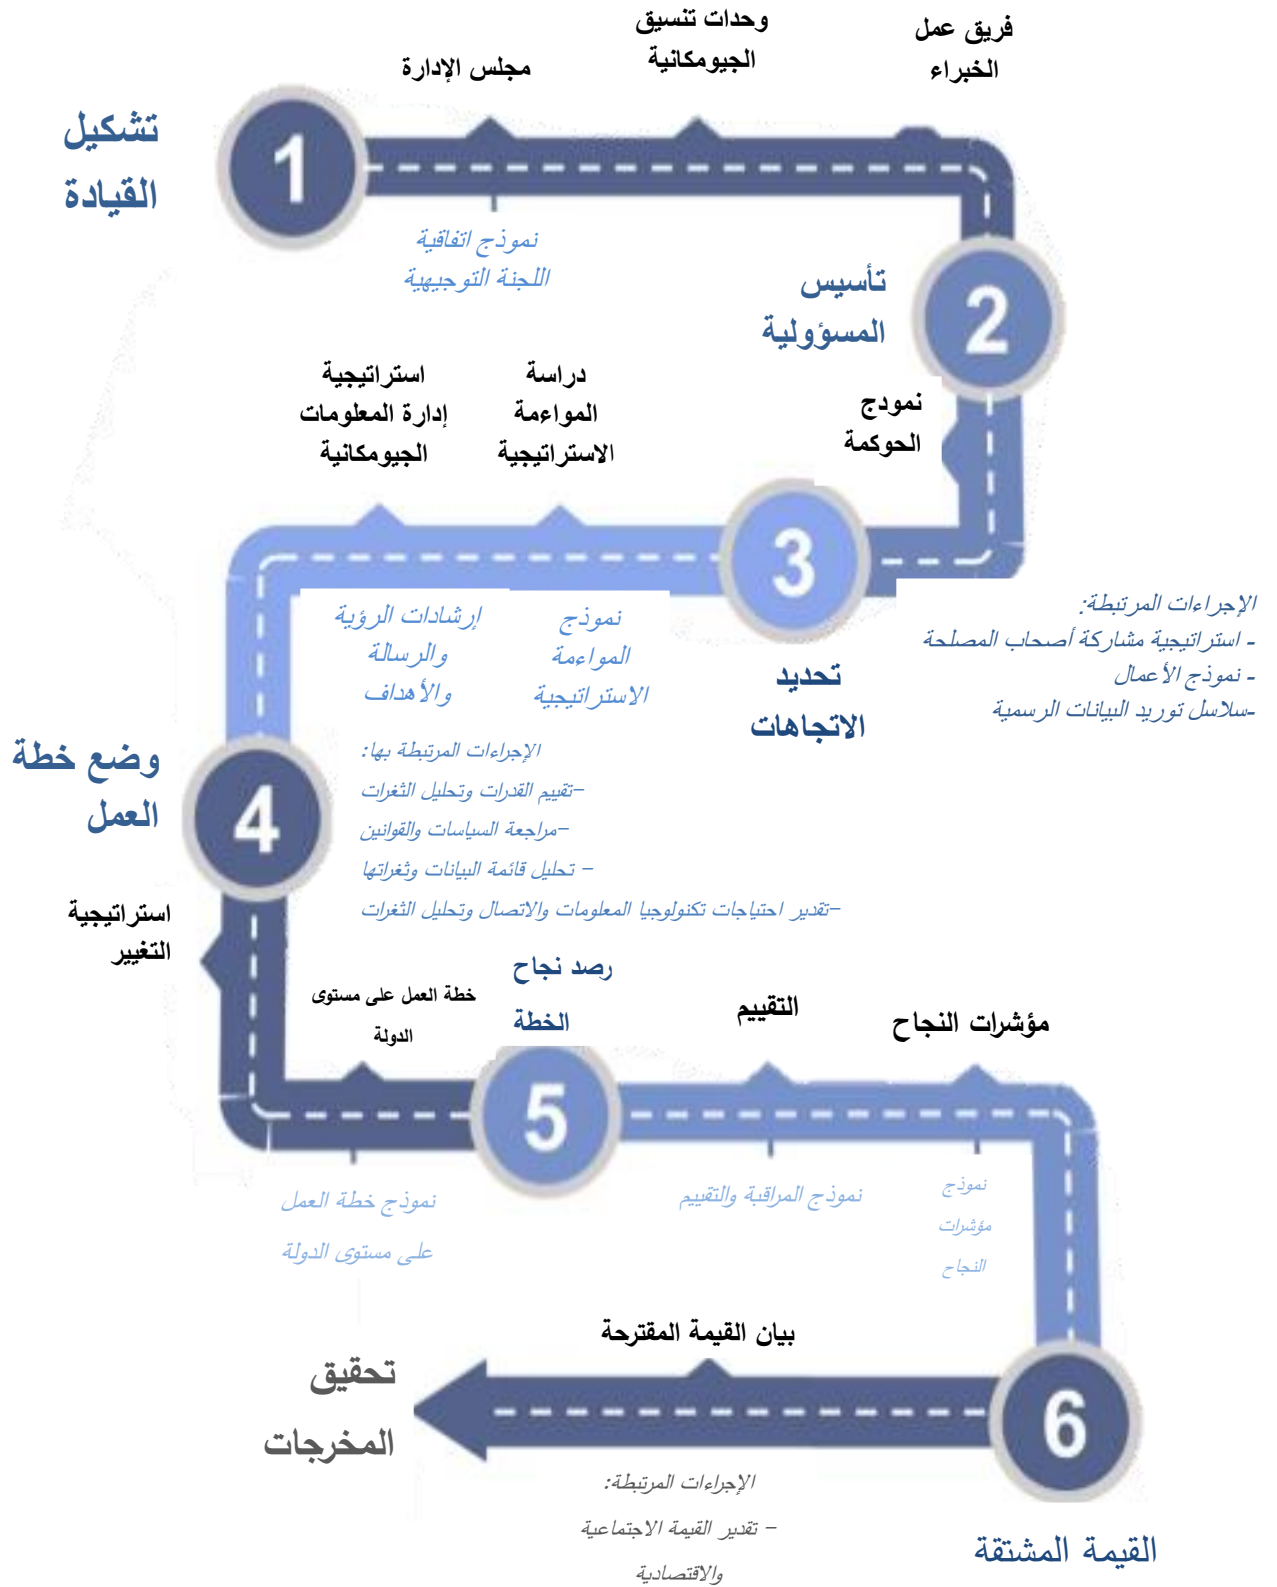 وحدات تنسيق
الجيومكانية
فريق عمل
الخبراء
مجلس الإدارة
تشكيل
القيادة
1
نموذج اتفاقية
اللجنة التوجيهية
تأسيس
المسؤولية
2
نمودج
الحوكمة
دراسة
المواءمة
الاستراتيجية
استراتيجية
إدارة المعلومات
الجيومكانية
3
تحديد
الاتجاهات
الإجراءات المرتبطة:
- استراتيجية مشاركة أصحاب المصلحة
- نموذج الأعمال
-سلاسل توريد البيانات الرسمية
نموذج
المواءمة
الاستراتيجية
إرشادات الرؤية
والرسالة
والأهداف
الإجراءات المرتبطة بها:
–تقييم القدرات وتحليل الثغرات
–مراجعة السياسات والقوانين
– تحليل قائمة البيانات وثغراتها
–تقدير احتياجات تكنولوجيا المعلومات والاتصال وتحليل الثغرات
وضع خطة
العمل
4
استراتيجية
التغيير
خطة العمل على مستوى
الدولة
نموذج خطة العمل
على مستوى الدولة
رصد نجاح
الخطة
5
التقييم
مؤشرات النجاح
نموذج المراقبة والتقييم
نموذج
مؤشرات
النجاح
6
القيمة المشتقة
بيان القيمة المقترحة
الإجراءات المرتبطة:
– تقدير القيمة الاجتماعية
والاقتصادية
تحقيق
المخرجات